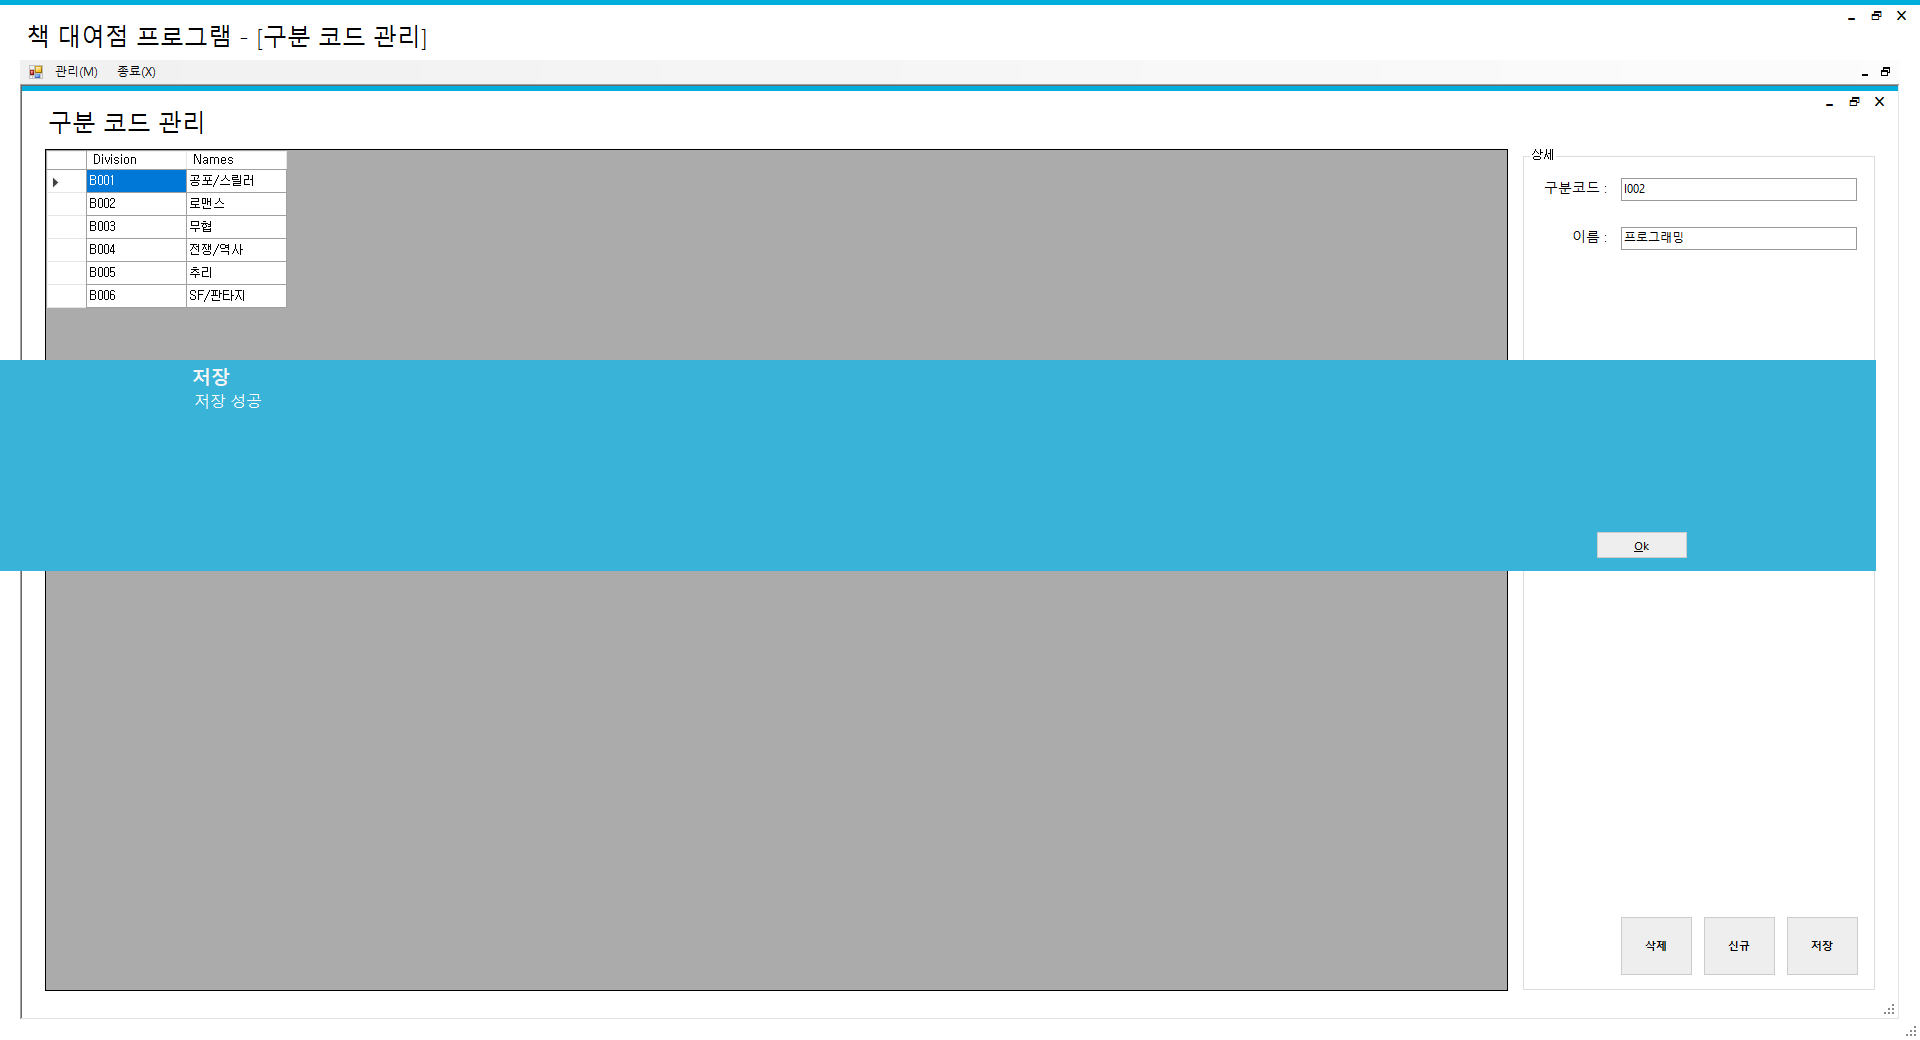 책 대여점 프로그램 - [구분 코드 관리]
관리(M) 종료(X)
구분 코드 관리
Division Names
B001 공포/스릴러
B002 로맨스
B003 무협
B004 전쟁/역사
B005 추리
B006 SF/판타지
상세
구분코드 : I002
이름 : 프로그래밍
저장
저장 성공
Ok
삭제 신규 저장